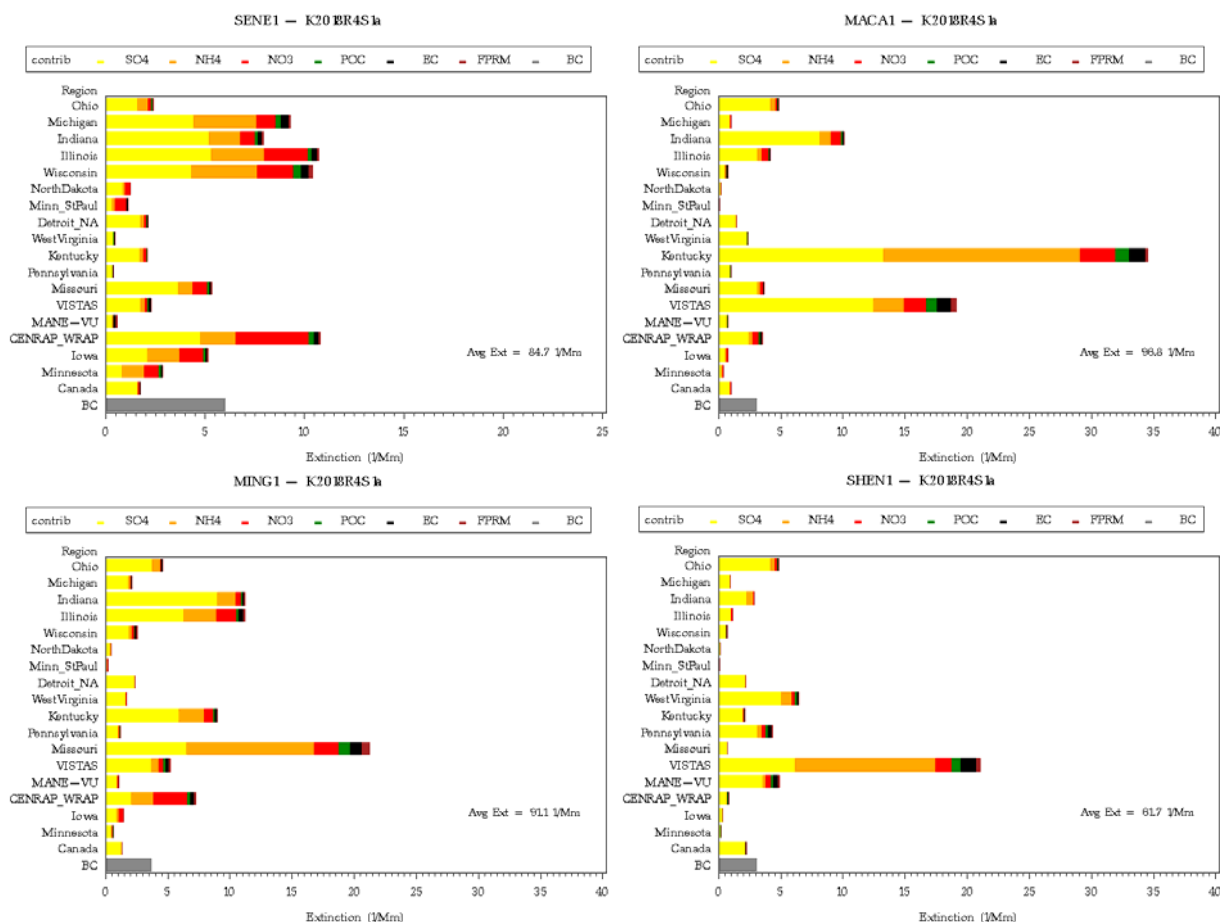 SENE1 — K2018R4S1a
contrib SO4 NH4 NO3 POC EC FPRM BC
Region
Ohio
Michigan
Indiana
Illinois
Wisconsin
NorthDakota
Minn_StPaul
Detroit_NA
WestVirginia
Kentucky
Pennsylvania
Missouri
VISTAS
MANE-VU
CENRAP_WRAP
Iowa
Minnesota
Canada
BC
Avg Ext = 84.7 1/Mm
0 5 10 15 20 25
Extinction (1/Mm)
MACA1 — K2018R4S1a
contrib SO4 NH4 NO3 POC EC FPRM BC
Region
Ohio
Michigan
Indiana
Illinois
Wisconsin
NorthDakota
Minn_StPaul
Detroit_NA
WestVirginia
Kentucky
Pennsylvania
Missouri
VISTAS
MANE-VU
CENRAP_WRAP
Iowa
Minnesota
Canada
BC
Avg Ext = 96.8 1/Mm
0 5 10 15 20 25 30 35 40
Extinction (1/Mm)
MING1 — K2018R4S1a
contrib SO4 NH4 NO3 POC EC FPRM BC
Region
Ohio
Michigan
Indiana
Illinois
Wisconsin
NorthDakota
Minn_StPaul
Detroit_NA
WestVirginia
Kentucky
Pennsylvania
Missouri
VISTAS
MANE-VU
CENRAP_WRAP
Iowa
Minnesota
Canada
BC
Avg Ext = 91.1 1/Mm
0 5 10 15 20 25 30 35 40
Extinction (1/Mm)
SHEN1 — K2018R4S1a
contrib SO4 NH4 NO3 POC EC FPRM BC
Region
Ohio
Michigan
Indiana
Illinois
Wisconsin
NorthDakota
Minn_StPaul
Detroit_NA
WestVirginia
Kentucky
Pennsylvania
Missouri
VISTAS
MANE-VU
CENRAP_WRAP
Iowa
Minnesota
Canada
BC
Avg Ext = 61.7 1/Mm
0 10 20 30 40
Extinction (1/Mm)